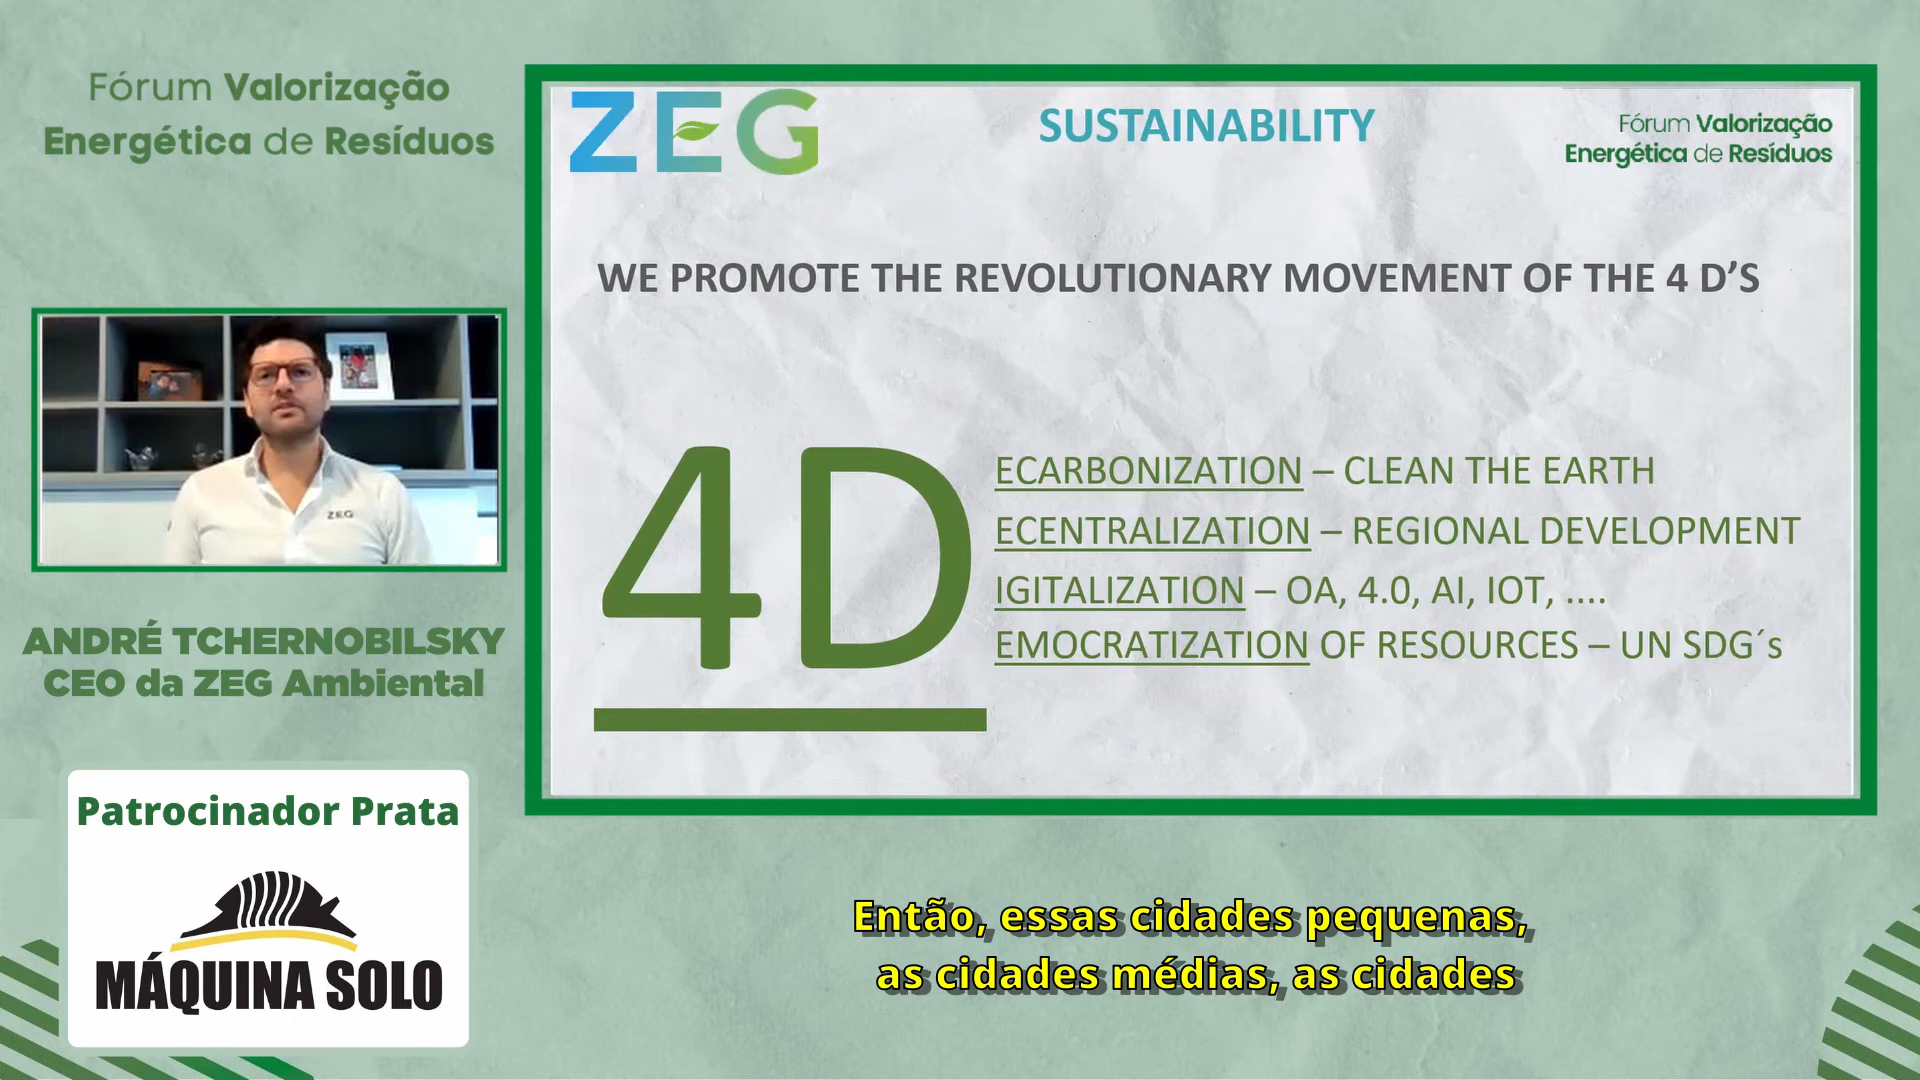 Fórum Valorização
Energética de Resíduos
ZEG
SUSTAINABILITY
Fórum Valorização
Energética de Resíduos
WE PROMOTE THE REVOLUTIONARY MOVEMENT OF THE 4 D’S
4D
ECARBONIZATION – CLEAN THE EARTH
ECENTRALIZATION – REGIONAL DEVELOPMENT
IGITALIZATION – OA, 4.0, AI, IOT, ....
EMOCRATIZATION OF RESOURCES – UN SDG´s
ZEG
ANDRÉ TCHERNOBILSKY
CEO da ZEG Ambiental
Patrocinador Prata
MÁQUINA SOLO
Então, essas cidades pequenas,
as cidades médias, as cidades